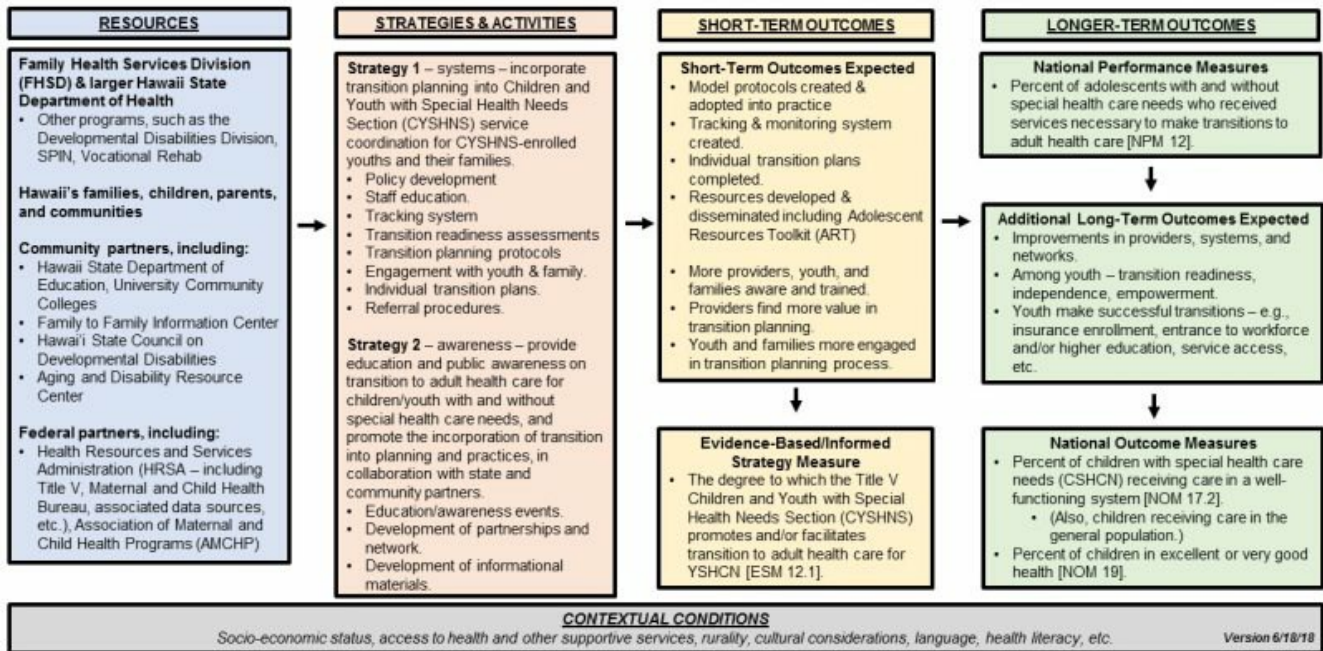 RESOURCES
Family Health Services Division
(FHSD) & larger Hawaii State
Department of Health
• Other programs, such as the
Developmental Disabilities Division,
SPIN, Vocational Rehab
Hawaii's families, children, parents,
and communities
Community partners, including:
• Hawaii State Department of
Education, University Community
Colleges
• Family to Family Information Center
• Hawai'i State Council on
Developmental Disabilities
• Aging and Disability Resource
Center
Federal partners, including:
• Health Resources and Services
Administration (HRSA – including
Title V, Maternal and Child Health
Bureau, associated data sources,
etc.), Association of Maternal and
Child Health Programs (AMCHP)
STRATEGIES & ACTIVITIES
Strategy 1 – systems – incorporate
transition planning into Children and
Youth with Special Health Needs
Section (CYSHNS) service
coordination for CYSHNS-enrolled
youths and their families.
• Policy development
• Staff education.
• Tracking system
• Transition readiness assessments
• Transition planning protocols
• Engagement with youth & family.
• Individual transition plans.
• Referral procedures.
Strategy 2 – awareness – provide
education and public awareness on
transition to adult health care for
children/youth with and without
special health care needs, and
promote the incorporation of transition
into planning and practices, in
collaboration with state and
community partners.
• Education/awareness events.
• Development of partnerships and
network.
• Development of informational
materials.
SHORT-TERM OUTCOMES
Short-Term Outcomes Expected
• Model protocols created &
adopted into practice
• Tracking & monitoring system
created.
• Individual transition plans
completed.
• Resources developed &
disseminated including Adolescent
Resources Toolkit (ART)
• More providers, youth, and
families aware and trained.
• Providers find more value in
transition planning.
• Youth and families more engaged
in transition planning process.
Evidence-Based/Informed
Strategy Measure
• The degree to which the Title V
Children and Youth with Special
Health Needs Section (CYSHNS)
promotes and/or facilitates
transition to adult health care for
YSHCN [ESM 12.1].
LONGER-TERM OUTCOMES
National Performance Measures
• Percent of adolescents with and without
special health care needs who received
services necessary to make transitions to
adult health care [NPM 12].
Additional Long-Term Outcomes Expected
• Improvements in providers, systems, and
networks.
• Among youth – transition readiness,
independence, empowerment.
• Youth make successful transitions – e.g.,
insurance enrollment, entrance to workforce
and/or higher education, service access,
etc.
National Outcome Measures
• Percent of children with special health care
needs (CSHCN) receiving care in a well-
functioning system [NOM 17.2].
• (Also, children receiving care in the
general population.)
• Percent of children in excellent or very good
health [NOM 19].
CONTEXTUAL CONDITIONS
Socio-economic status, access to health and other supportive services, rurality, cultural considerations, language, health literacy, etc.
Version 6/18/18